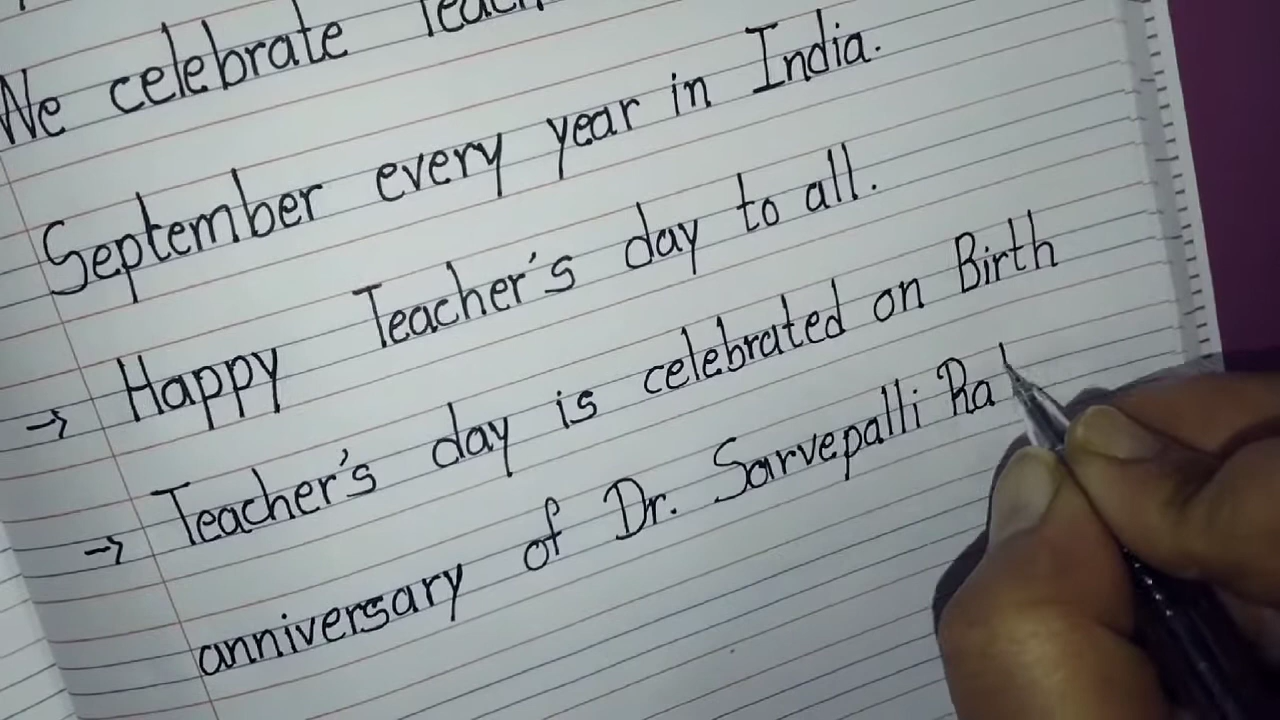 We celebrate Teach
September every year in India.
→ Happy Teacher's day to all.
→ Teacher's day is celebrated on Birth
anniversary of Dr. Sarvepalli Ra